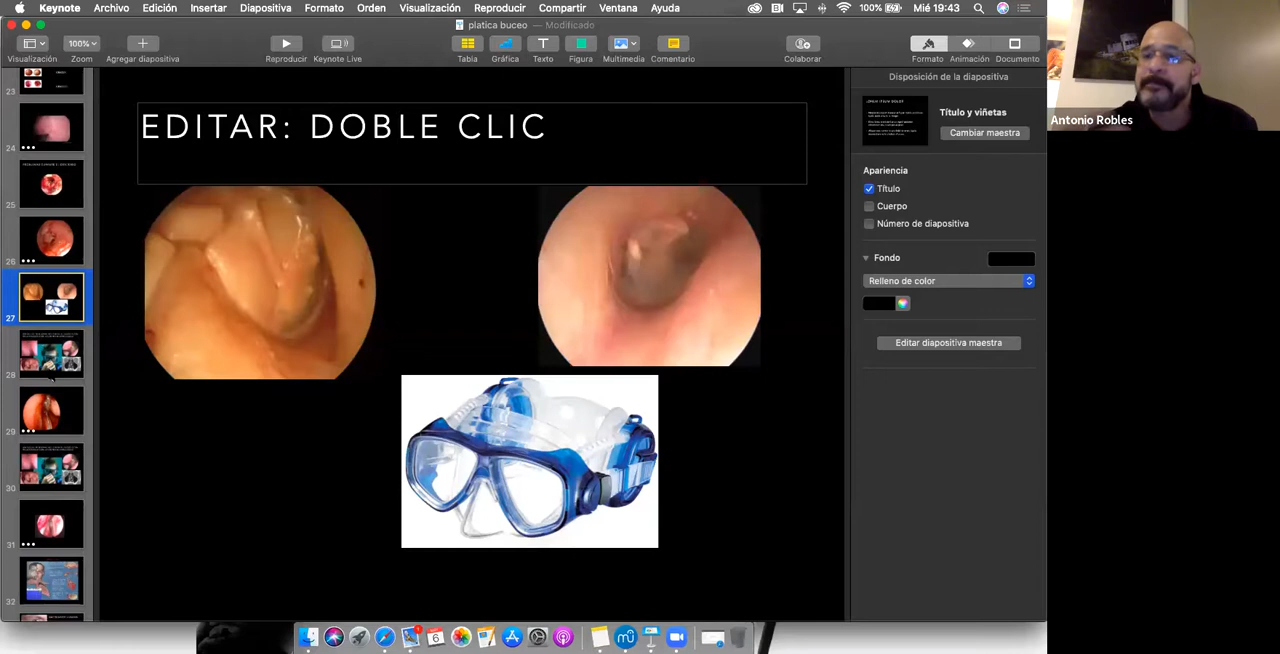 Keynote Archivo Edición Insertar Diapositiva Formato Orden Visualización Reproducir Compartir Ventana Ayuda 100% Mié 19:43
platica buceo — Modificado
100%
Visualización Zoom Agregar diapositiva Reproducir Keynote Live Tabla Gráfica Texto Figura Multimedia Comentario Colaborar Formato Animación Documento
Disposición de la diapositiva
Título y viñetas
Cambiar maestra
Apariencia
Título
Cuerpo
Número de diapositiva
Fondo
Relleno de color
Editar diapositiva maestra
EDITAR: DOBLE CLIC
23
24
25
26
27
28
29
30
31
32
6
Antonio Robles